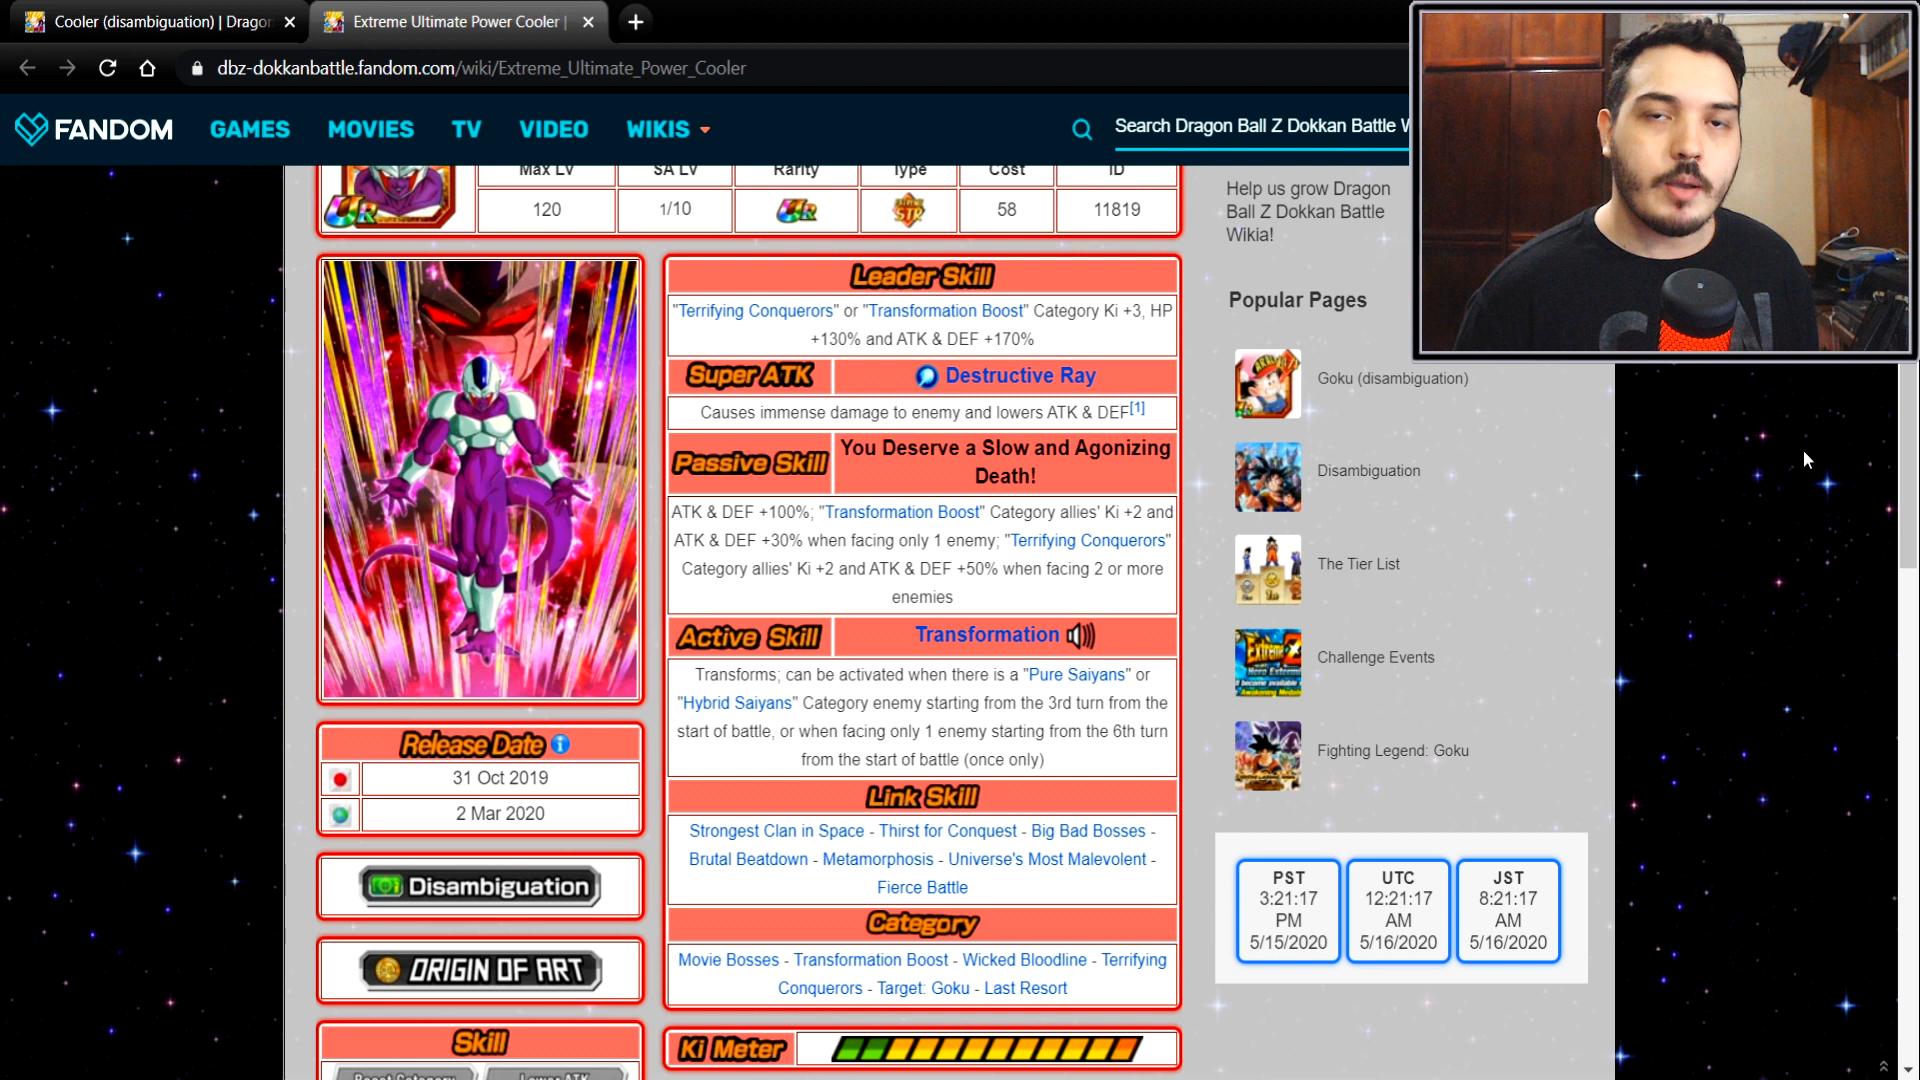 Cooler (disambiguation) | Drago
Extreme Ultimate Power Cooler |
dbz-dokkanbattle.fandom.com/wiki/Extreme_Ultimate_Power_Cooler
FANDOM GAMES MOVIES TV VIDEO WIKIS
Search Dragon Ball Z Dokkan Battle W
Max LV SA LV Rarity Type Cost ID
120 1/10 UR STR 58 11819
UR
Leader Skill
"Terrifying Conquerors" or "Transformation Boost" Category Ki +3, HP
+130% and ATK & DEF +170%
Super ATK Destructive Ray
Causes immense damage to enemy and lowers ATK & DEF[1]
Passive Skill You Deserve a Slow and Agonizing
Death!
ATK & DEF +100%; "Transformation Boost" Category allies' Ki +2 and
ATK & DEF +30% when facing only 1 enemy; "Terrifying Conquerors"
Category allies' Ki +2 and ATK & DEF +50% when facing 2 or more
enemies
Active Skill Transformation
Transforms; can be activated when there is a "Pure Saiyans" or
"Hybrid Saiyans" Category enemy starting from the 3rd turn from the
start of battle, or when facing only 1 enemy starting from the 6th turn
from the start of battle (once only)
Link Skill
Strongest Clan in Space - Thirst for Conquest - Big Bad Bosses -
Brutal Beatdown - Metamorphosis - Universe's Most Malevolent -
Fierce Battle
Category
Movie Bosses - Transformation Boost - Wicked Bloodline - Terrifying
Conquerors - Target: Goku - Last Resort
Ki Meter
Release Date
31 Oct 2019
2 Mar 2020
Disambiguation
ORIGIN OF ART
Skill
Boost Category Lower ATK
Help us grow Dragon
Ball Z Dokkan Battle
Wikia!
Popular Pages
Goku (disambiguation)
Disambiguation
The Tier List
Challenge Events
Fighting Legend: Goku
PST
3:21:17
PM
5/15/2020
UTC
12:21:17
AM
5/16/2020
JST
8:21:17
AM
5/16/2020